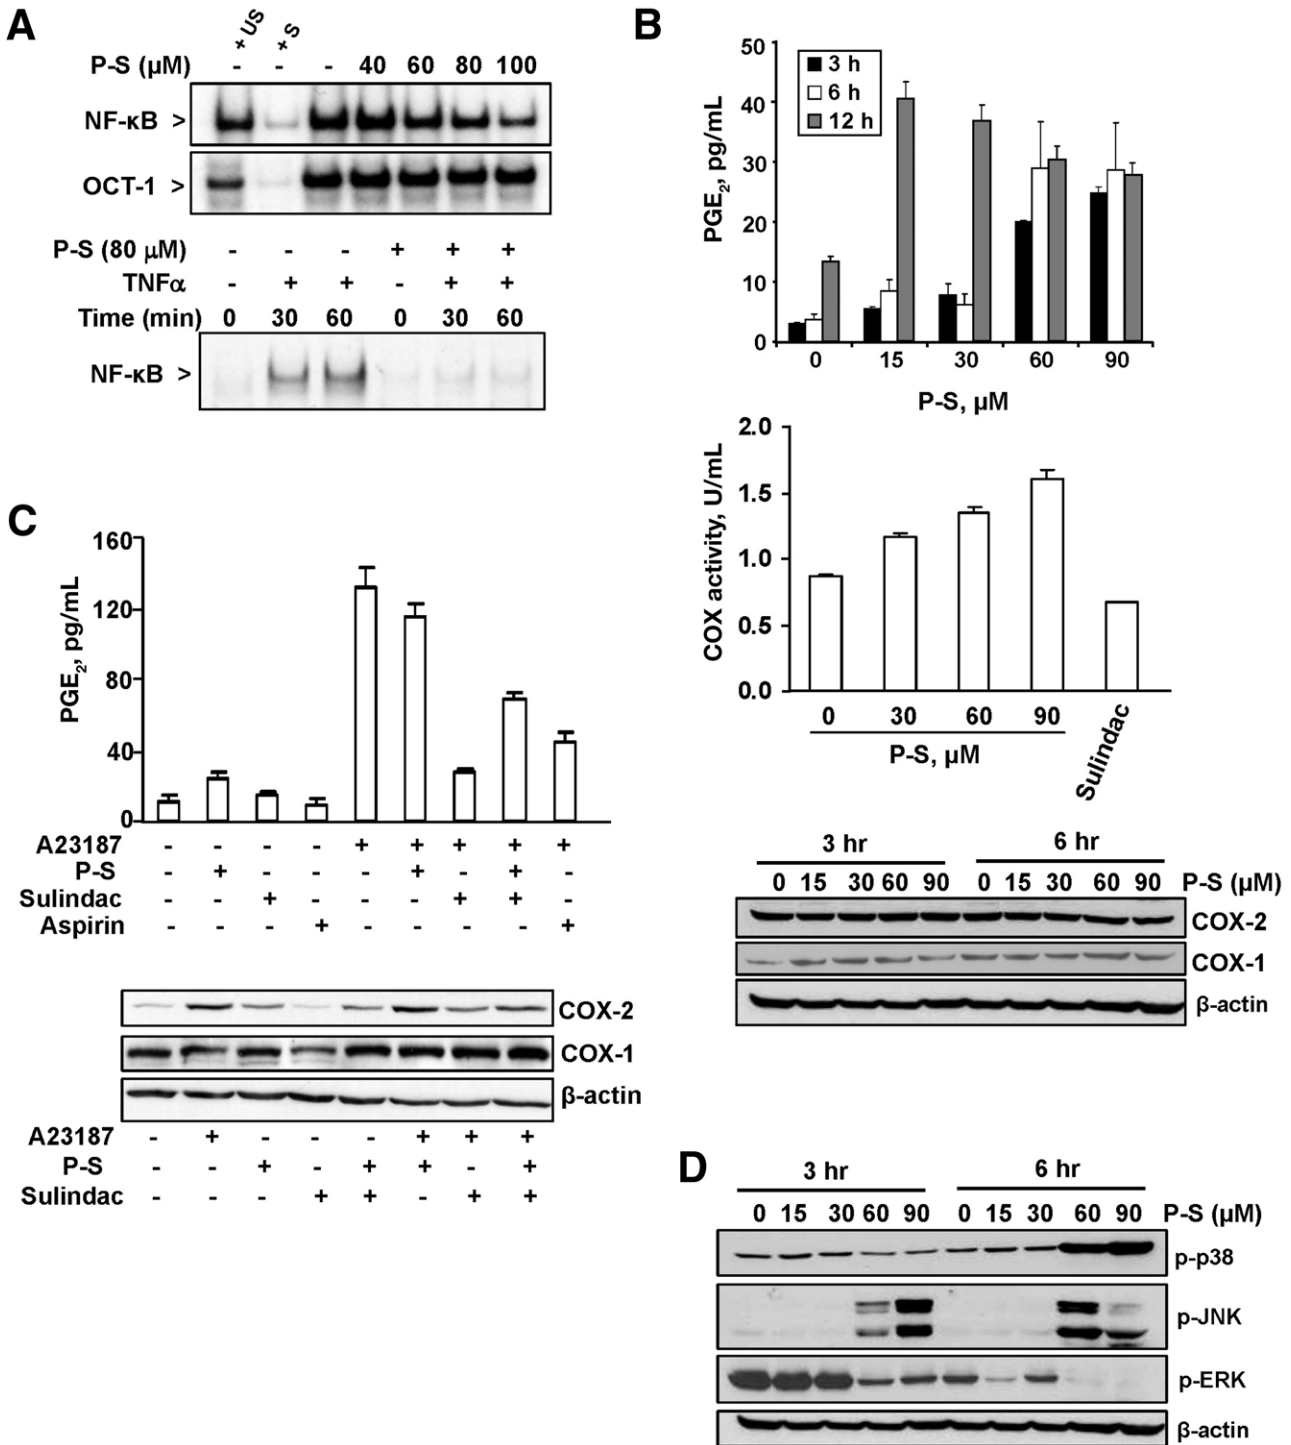 A
+ US
+ S
P-S (μM) - - - 40 60 80 100
NF-κB >
OCT-1 >
P-S (80 μM) - - - + + +
TNFα - + + - + +
Time (min) 0 30 60 0 30 60
NF-κB >
B
50
40
30
20
10
0
PGE2, pg/mL
3 h
6 h
12 h
0 15 30 60 90
P-S, μM
2.0
1.5
1.0
0.5
0.0
COX activity, U/mL
0 30 60 90
P-S, μM
Sulindac
3 hr 6 hr
0 15 30 60 90 0 15 30 60 90 P-S (μM)
COX-2
COX-1
β-actin
C
160
120
80
40
0
PGE2, pg/mL
A23187 - - - - + + + + +
P-S - + - - - + - + -
Sulindac - - + - - - + + -
Aspirin - - - + - - - - +
COX-2
COX-1
β-actin
A23187 - + - - - + + +
P-S - - + - + + - +
Sulindac - - - + + - + +
D
3 hr 6 hr
0 15 30 60 90 0 15 30 60 90 P-S (μM)
p-p38
p-JNK
p-ERK
β-actin